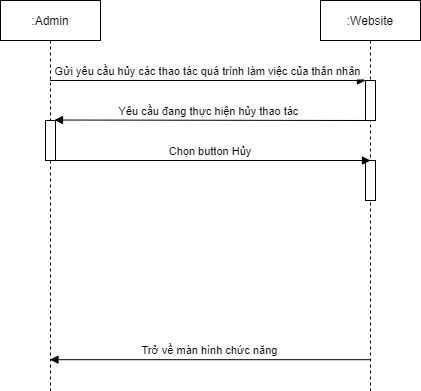 :Admin
:Website
Gửi yêu cầu hủy các thao tác quá trình làm việc của thân nhân
Yêu cầu đang thực hiện hủy thao tác
Chọn button Hủy
Trở về màn hình chức năng